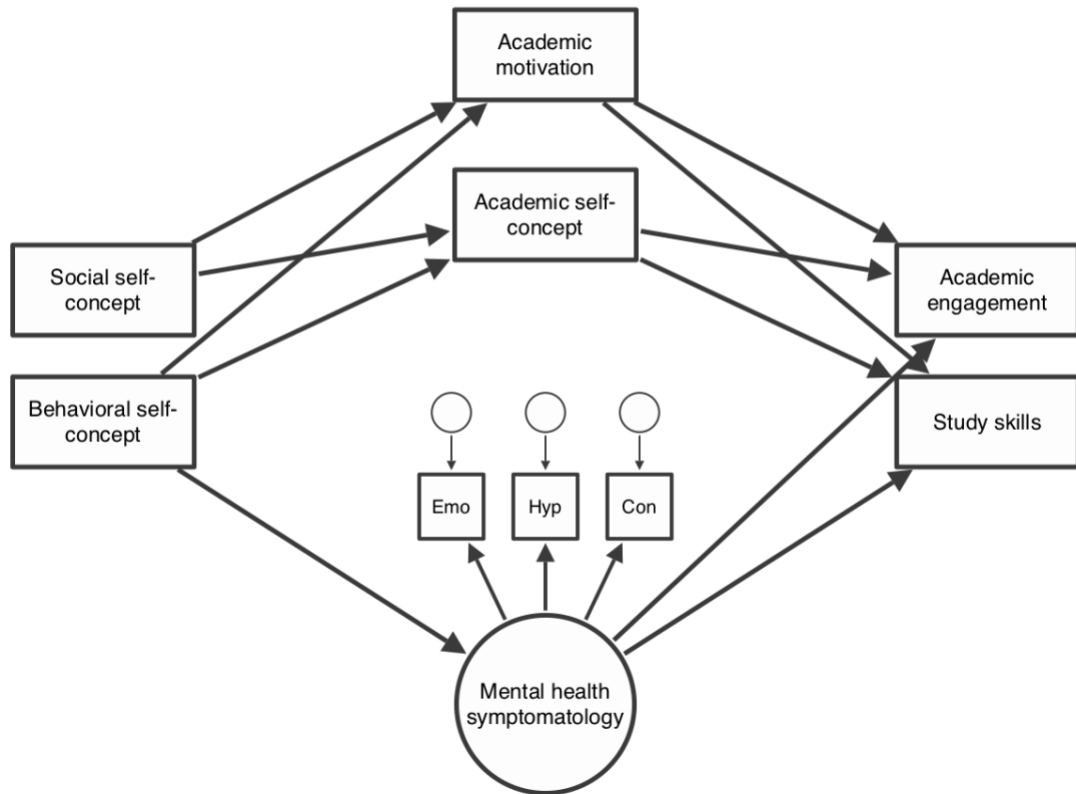 Academic
motivation
Academic self-
concept
Social self-
concept
Academic
engagement
Behavioral self-
concept
Study skills
Emo
Hyp
Con
Mental health
symptomatology